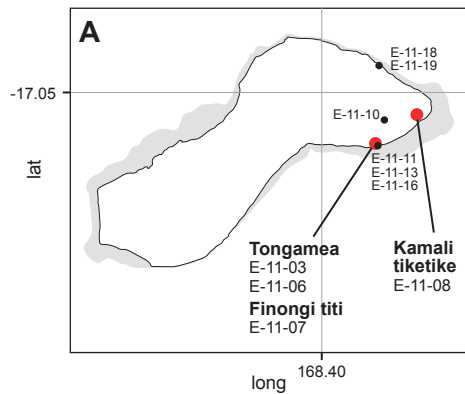 A
E-11-18
E-11-19
-17.05
E-11-10
lat
E-11-11
E-11-13
E-11-16
Tongamea
E-11-03
E-11-06
Finongi titi
E-11-07
Kamali
tiketike
E-11-08
168.40
long